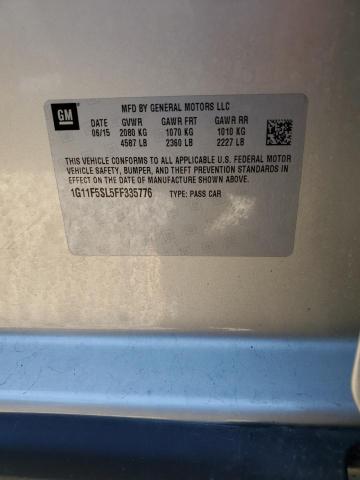 GM
MFD BY GENERAL MOTORS LLC
DATE GVWR GAWR FRT GAWR RR
06/15 2080 KG 1070 KG 1010 KG
4587 LB 2360 LB 2227 LB
THIS VEHICLE CONFORMS TO ALL APPLICABLE U.S. FEDERAL MOTOR
VEHICLE SAFETY, BUMPER, AND THEFT PREVENTION STANDARDS IN
EFFECT ON THE DATE OF MANUFACTURE SHOWN ABOVE.
1G11F5SL5FF335776 TYPE: PASS CAR